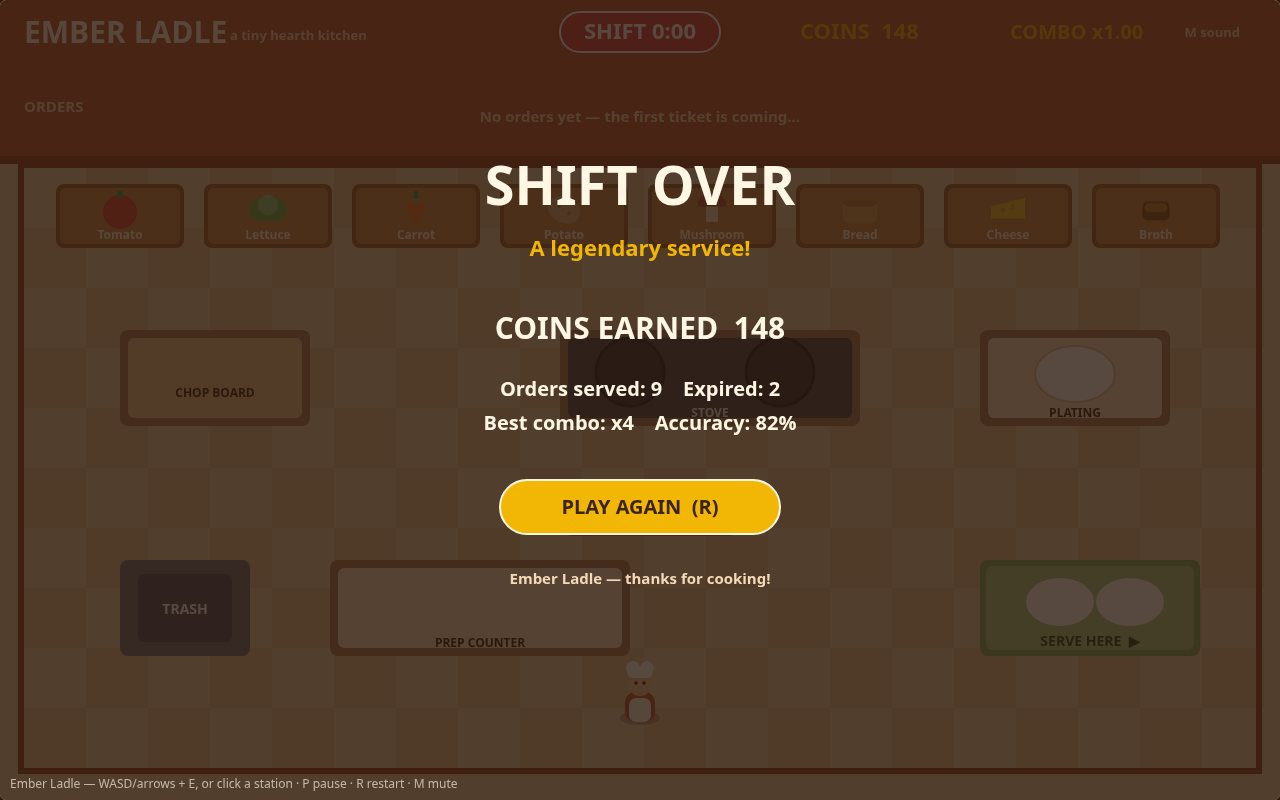 EMBER LADLE a tiny hearth kitchen
SHIFT 0:00
COINS 148
COMBO x1.00
M sound
ORDERS
No orders yet — the first ticket is coming...
SHIFT OVER
Tomato
Lettuce
Carrot
Potato
Mushroom
Bread
Cheese
Broth
A legendary service!
COINS EARNED 148
CHOP BOARD
Orders served: 9 Expired: 2
STOVE
PLATING
Best combo: x4 Accuracy: 82%
PLAY AGAIN (R)
Ember Ladle — thanks for cooking!
TRASH
PREP COUNTER
SERVE HERE ▶
Ember Ladle — WASD/arrows + E, or click a station · P pause · R restart · M mute